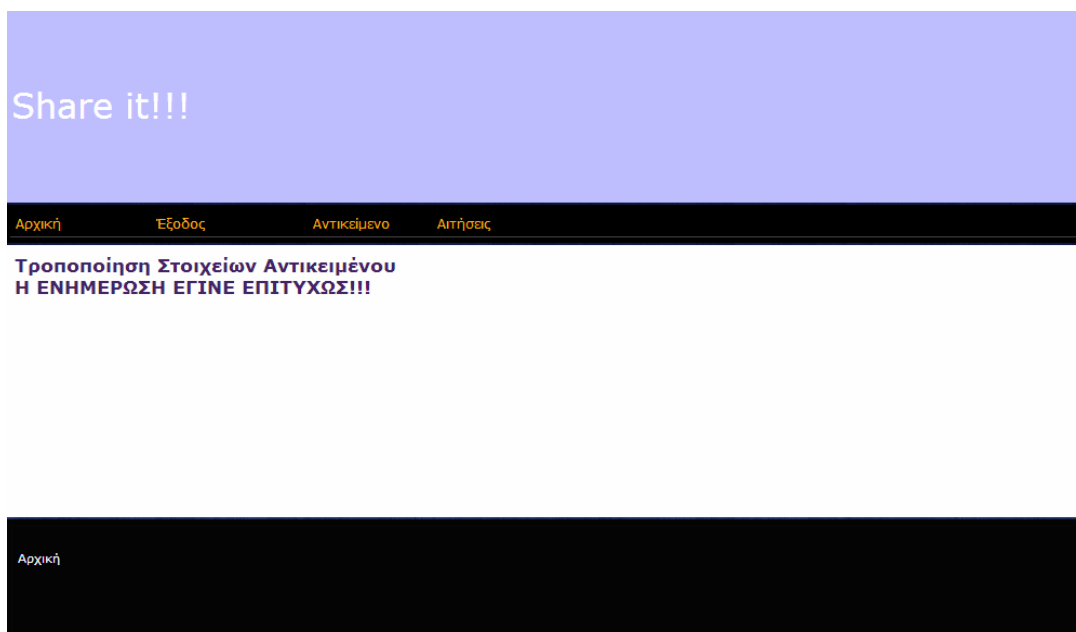 Share it!!!
Αρχική Έξοδος Αντικείμενο Αιτήσεις
Τροποποίηση Στοιχείων Αντικειμένου
Η ΕΝΗΜΕΡΩΣΗ ΕΓΙΝΕ ΕΠΙΤΥΧΩΣ!!!
Αρχική